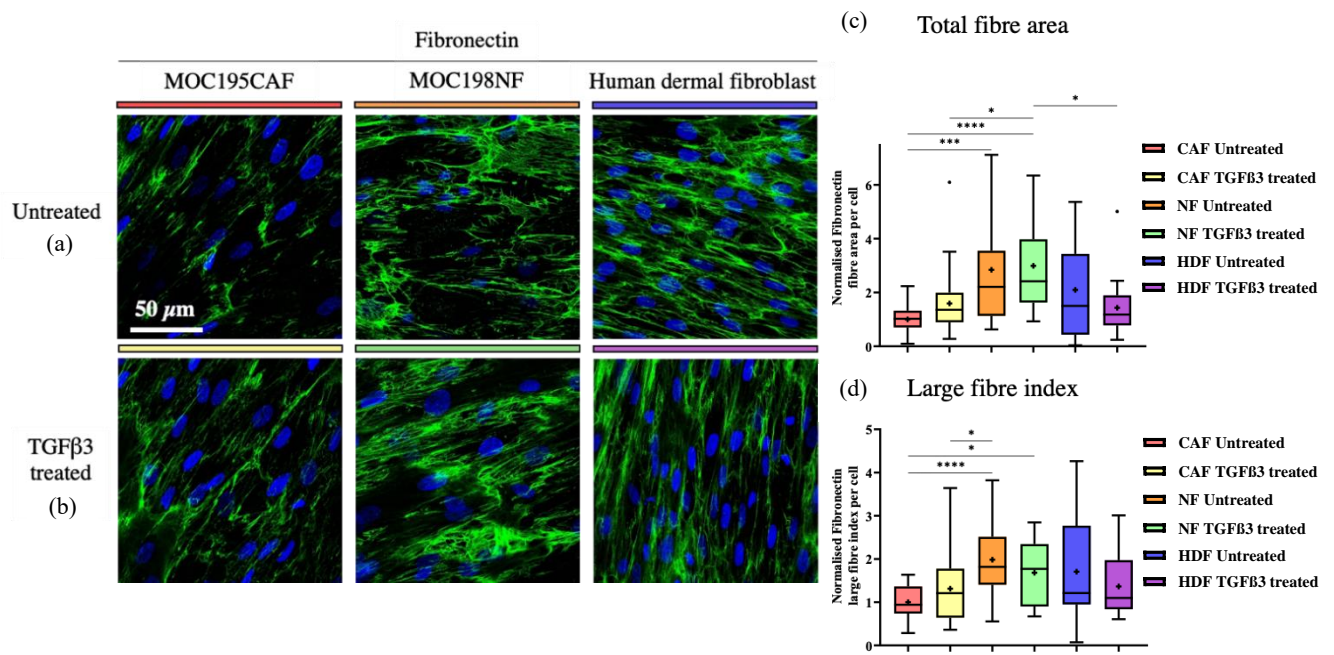 Fibronectin
MOC195CAF
MOC198NF
Human dermal fibroblast
Untreated
(a)
50 µm
TGFβ3
treated
(b)
(c)
Total fibre area
*
*
****
***
Normalised Fibronectin
fibre area per cell
6
4
2
0
CAF Untreated
CAF TGFß3 treated
NF Untreated
NF TGFß3 treated
HDF Untreated
HDF TGFß3 treated
(d)
Large fibre index
*
*
****
Normalised Fibronectin
large fibre index per cell
5
4
3
2
1
0
CAF Untreated
CAF TGFß3 treated
NF Untreated
NF TGFß3 treated
HDF Untreated
HDF TGFß3 treated